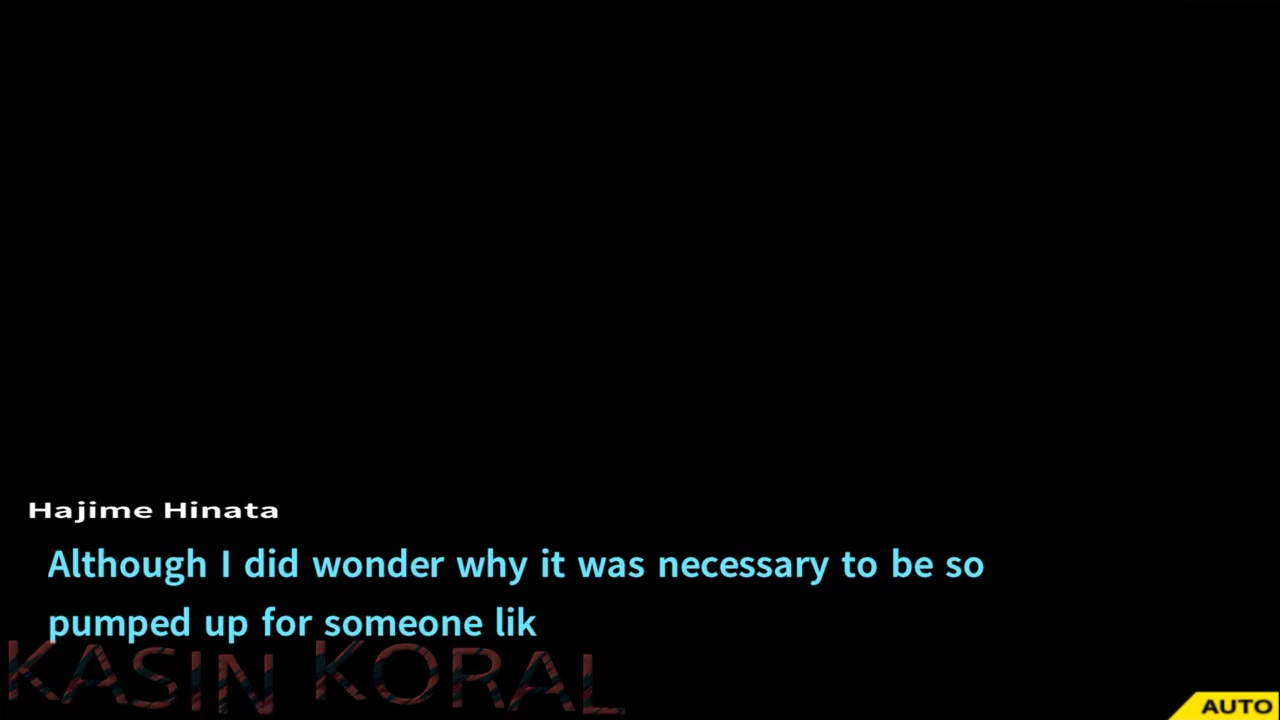 Hajime Hinata
Although I did wonder why it was necessary to be so
pumped up for someone lik
KASIN KORAL
AUTO